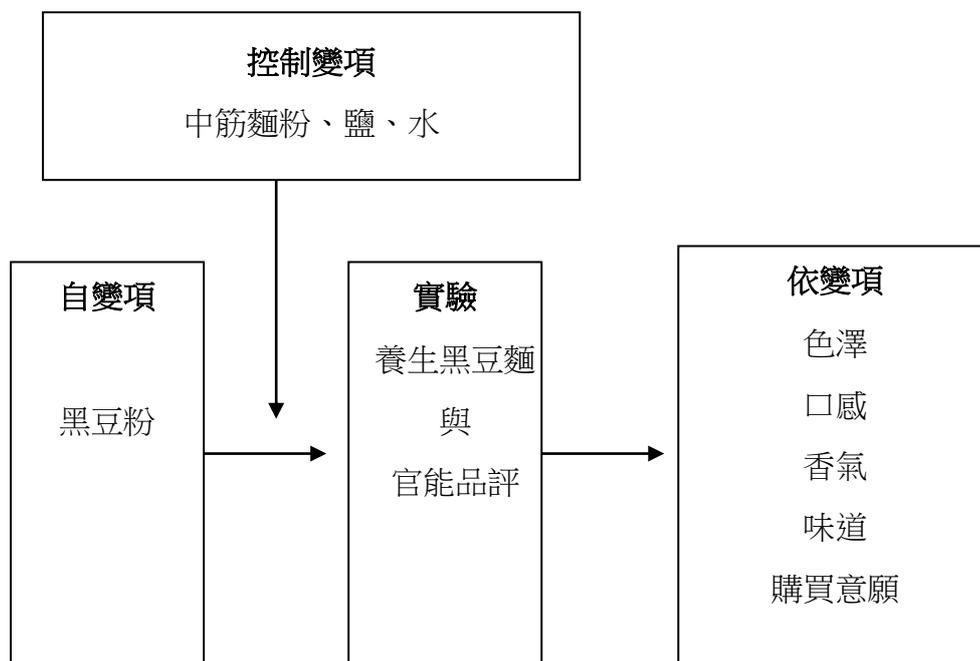 控制變項
中筋麵粉、鹽、水
自變項
黑豆粉
實驗
養生黑豆麵
與
官能品評
依變項
色澤
口感
香氣
味道
購買意願